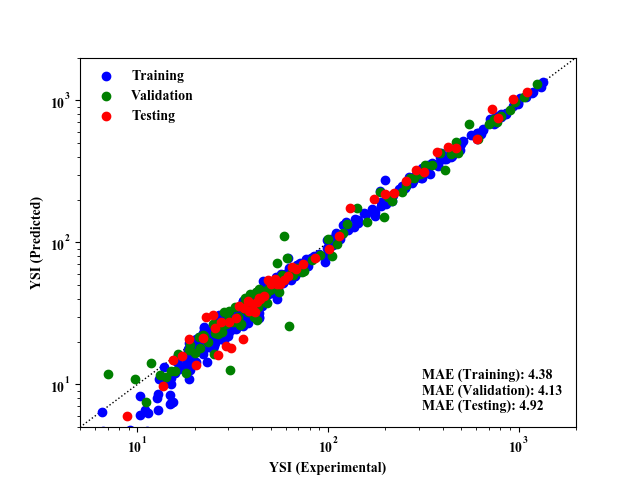 Training
Validation
Testing
10³
10²
10¹
YSI (Predicted)
MAE (Training): 4.38
MAE (Validation): 4.13
MAE (Testing): 4.92
10¹ 10² 10³
YSI (Experimental)